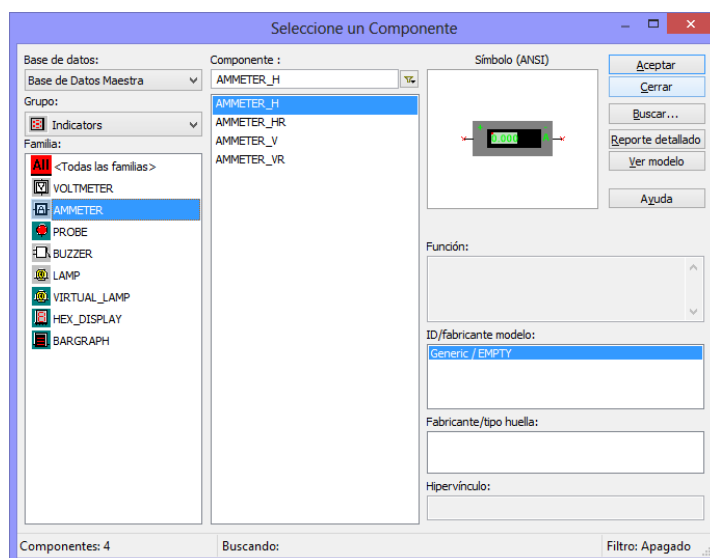 Seleccione un Componente
Base de datos:
Base de Datos Maestra
Grupo:
Indicators
Familia:
All <Todas las familias>
VOLTMETER
AMMETER
PROBE
BUZZER
LAMP
VIRTUAL_LAMP
HEX_DISPLAY
BARGRAPH
Componente :
AMMETER_H
AMMETER_H
AMMETER_HR
AMMETER_V
AMMETER_VR
Símbolo (ANSI)
0.000
Función:
ID/fabricante modelo:
Generic / EMPTY
Fabricante/tipo huella:
Hipervínculo:
Aceptar
Cerrar
Buscar...
Reporte detallado
Ver modelo
Ayuda
Componentes: 4
Buscando:
Filtro: Apagado